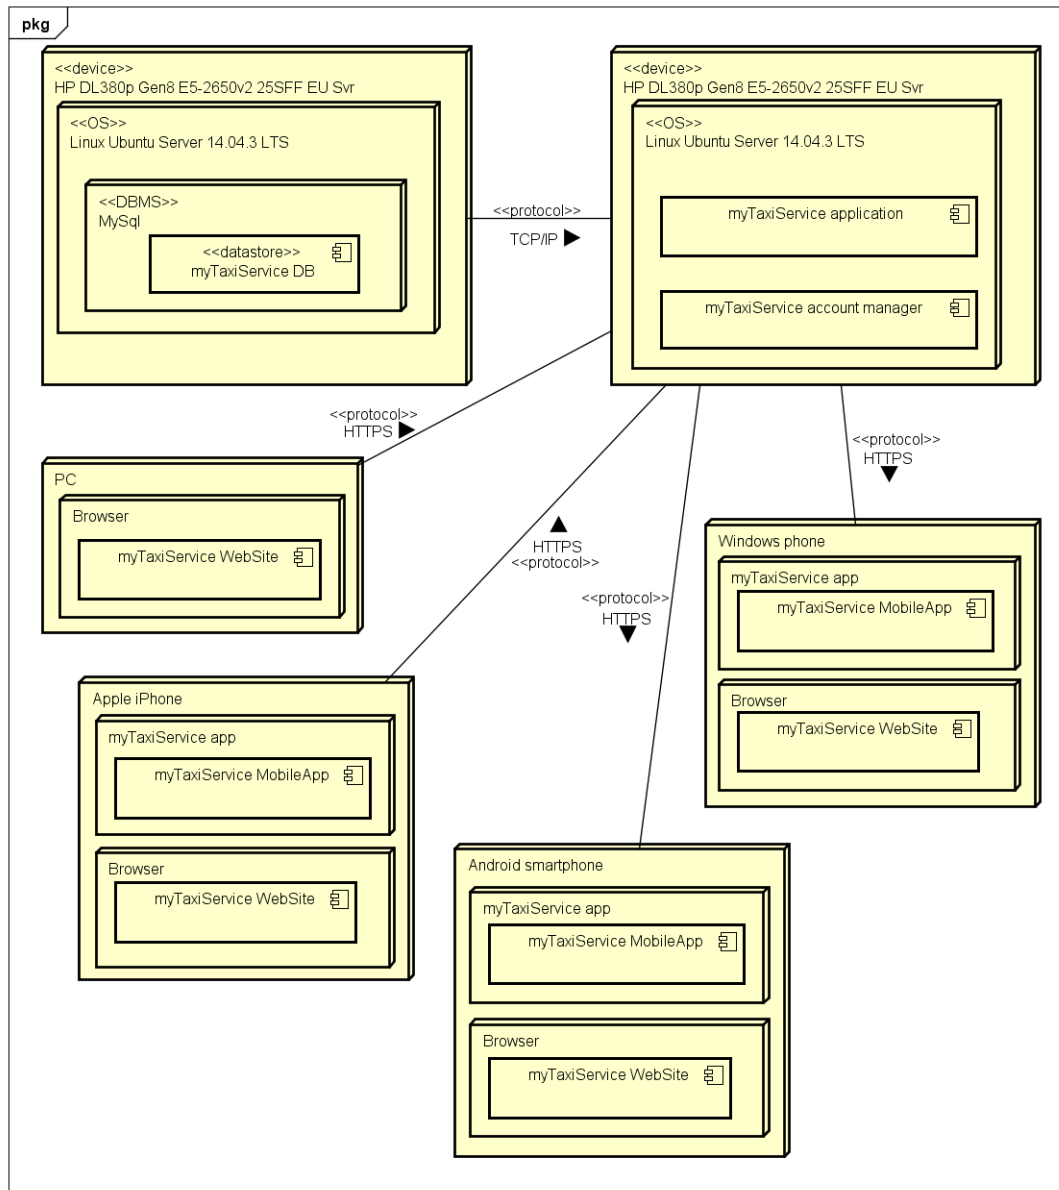 pkg
<<device>>
HP DL380p Gen8 E5-2650v2 25SFF EU Svr
<<OS>>
Linux Ubuntu Server 14.04.3 LTS
<<DBMS>>
MySql
<<datastore>>
myTaxiService DB
<<protocol>>
TCP/IP
<<device>>
HP DL380p Gen8 E5-2650v2 25SFF EU Svr
<<OS>>
Linux Ubuntu Server 14.04.3 LTS
myTaxiService application
myTaxiService account manager
<<protocol>>
HTTPS
PC
Browser
myTaxiService WebSite
HTTPS
<<protocol>>
<<protocol>>
HTTPS
<<protocol>>
HTTPS
Windows phone
myTaxiService app
myTaxiService MobileApp
Browser
myTaxiService WebSite
Apple iPhone
myTaxiService app
myTaxiService MobileApp
Browser
myTaxiService WebSite
Android smartphone
myTaxiService app
myTaxiService MobileApp
Browser
myTaxiService WebSite